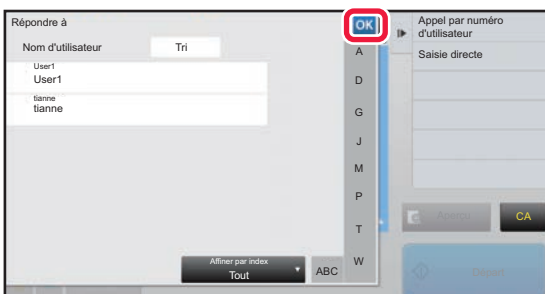 Répondre à
OK
Nom d'utilisateur
Tri
User1
User1
tianne
tianne
A
D
G
J
M
P
T
W
Affiner par index
Tout
ABC
Appel par numéro
d'utilisateur
Saisie directe
CA
Départ